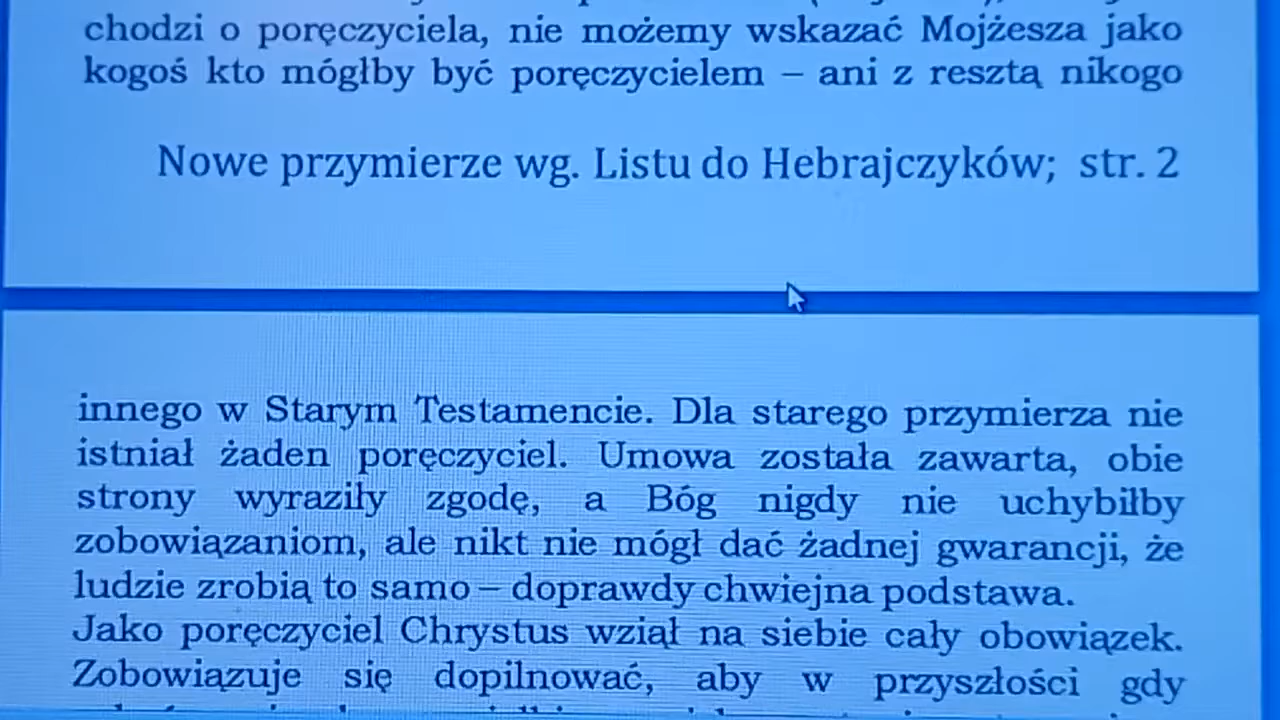 chodzi o poręczyciela, nie możemy wskazać Mojżesza jako
kogoś kto mógłby być poręczycielem – ani z resztą nikogo
Nowe przymierze wg. Listu do Hebrajczyków; str. 2
innego w Starym Testamencie. Dla starego przymierza nie
istniał żaden poręczyciel. Umowa została zawarta, obie
strony wyraziły zgodę, a Bóg nigdy nie uchybiłby
zobowiązaniom, ale nikt nie mógł dać żadnej gwarancji, że
ludzie zrobią to samo – doprawdy chwiejna podstawa.
Jako poręczyciel Chrystus wziął na siebie cały obowiązek.
Zobowiązuje się dopilnować, aby w przyszłości gdy